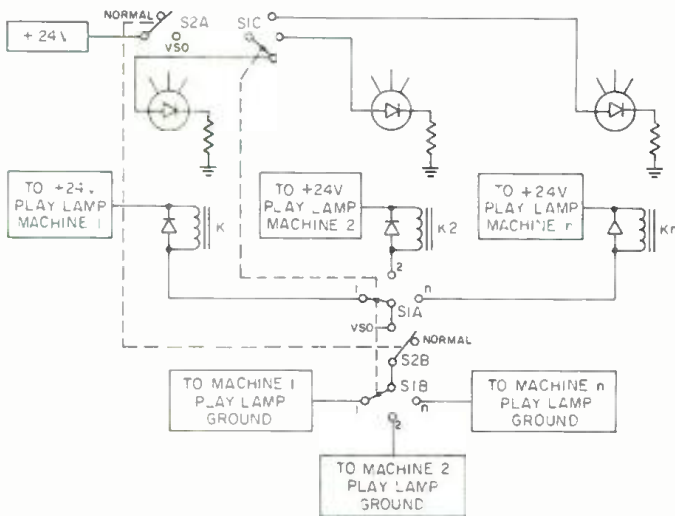 NORMAL
S2A
S1C
+24V
VSO
TO +24V
PLAY LAMP
MACHINE 1
K
TO +24V
PLAY LAMP
MACHINE 2
K2
TO +24V
PLAY LAMP
MACHINE n
Kn
2
1
n
S1A
VSO
NORMAL
S2B
S1B
TO MACHINE 1
PLAY LAMP
GROUND
1
n
2
TO MACHINE n
PLAY LAMP
GROUND
TO MACHINE 2
PLAY LAMP
GROUND